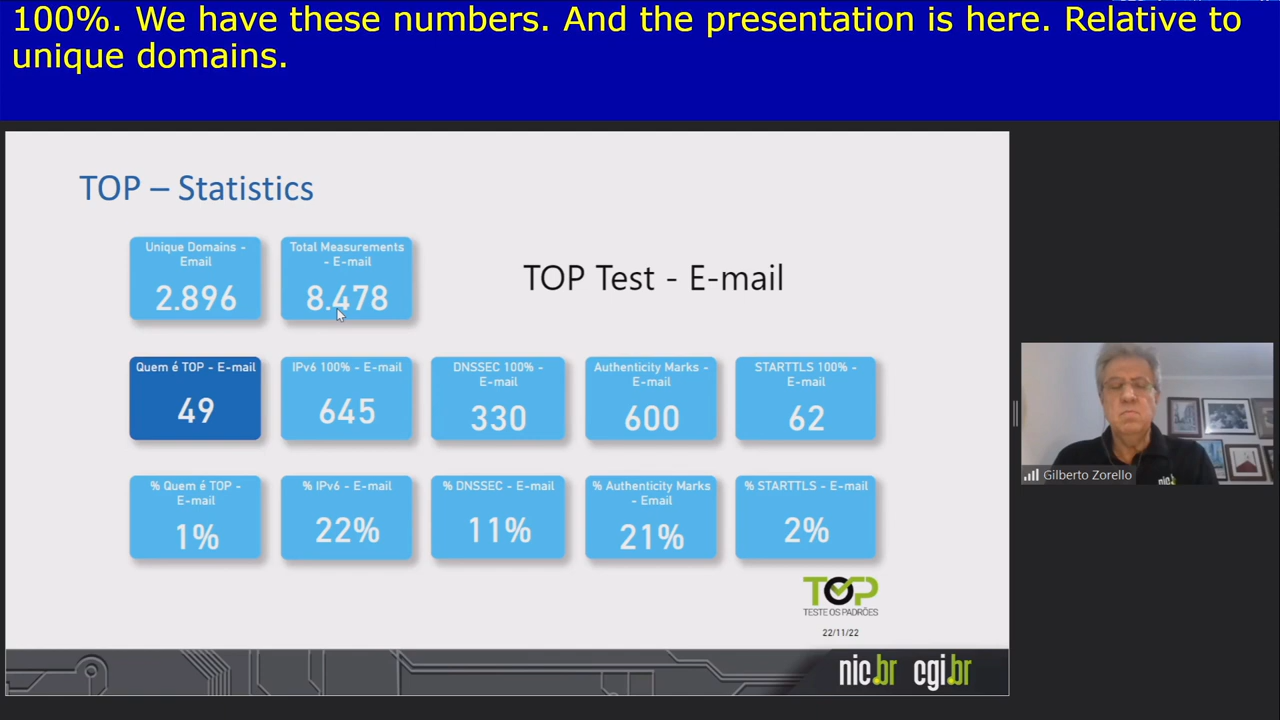 100%. We have these numbers. And the presentation is here. Relative to
unique domains.
TOP – Statistics
Unique Domains -
Email
2.896
Total Measurements
- E-mail
8.478
TOP Test - E-mail
Quem é TOP - E-mail
49
IPv6 100% - E-mail
645
DNSSEC 100% -
E-mail
330
Authenticity Marks -
E-mail
600
STARTTLS 100% -
E-mail
62
% Quem é TOP -
E-mail
1%
% IPv6 - E-mail
22%
% DNSSEC - E-mail
11%
% Authenticity Marks
- Email
21%
% STARTTLS - E-mail
2%
TOP
TESTE OS PADRÕES
22/11/22
nic.br cgi.br
Gilberto Zorello
nic.